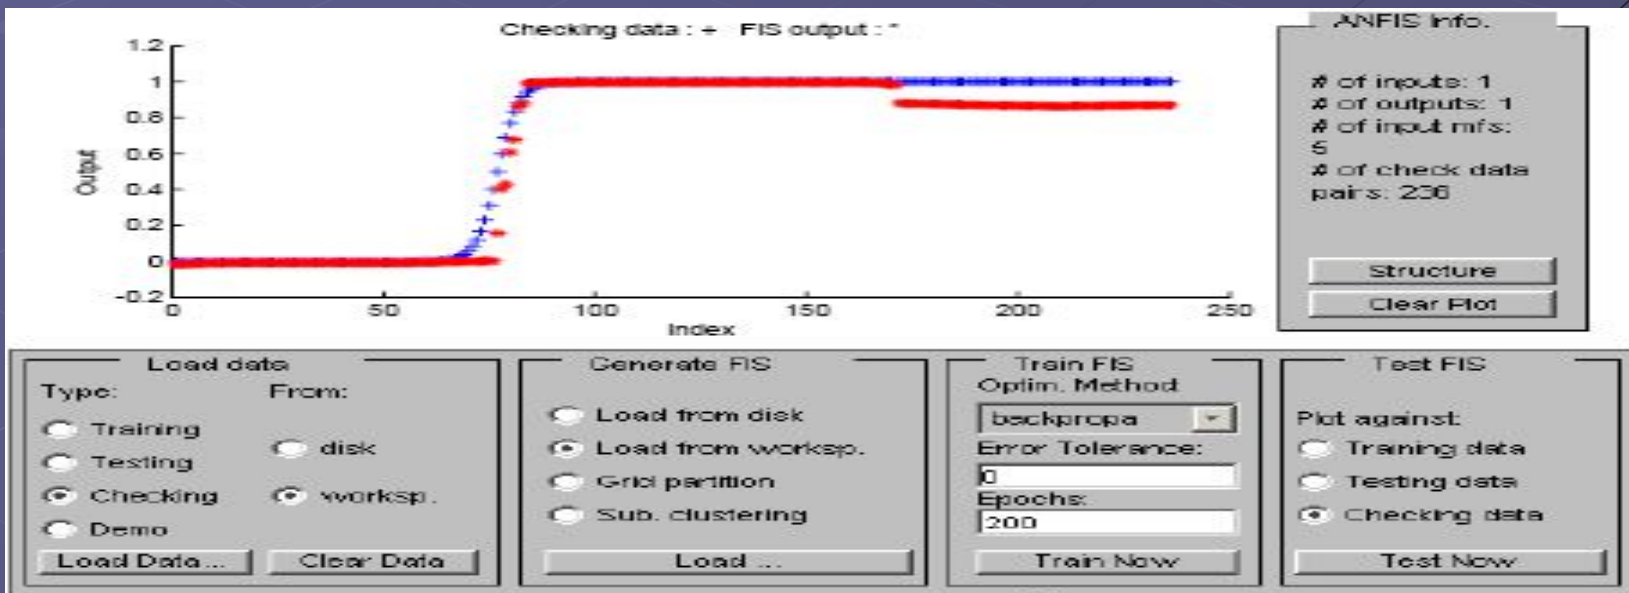 Checking data : + FIS output : *
1.2
1
0.8
0.6
0.4
0.2
0
-0.2
Output
0 50 100 150 200 250
Index
ANFIS Info.
# of inputs: 1
# of outputs: 1
# of input mfs:
5
# of check data
pairs: 236
Structure
Clear Plot
Load data
Type: From:
Training
Testing
Checking
Demo
disk
worksp.
Load Data...
Clear Data
Generate FIS
Load from disk
Load from worksp.
Grid partition
Sub. clustering
Load ...
Train FIS
Optim. Method
backpropa
Error Tolerance:
0
Epochs:
200
Train Now
Test FIS
Plot against:
Training data
Testing data
Checking data
Test Now